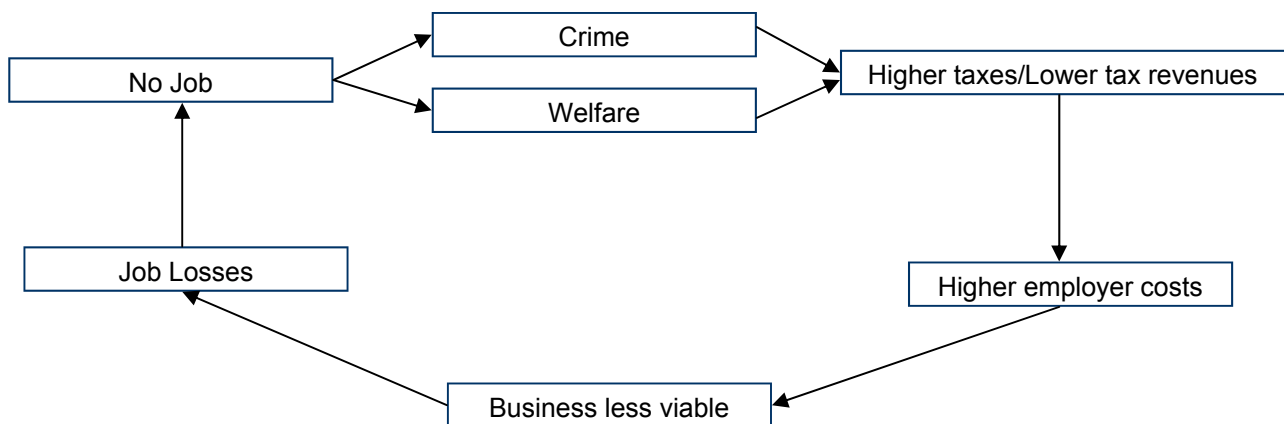 Crime
No Job
Higher taxes/Lower tax revenues
Welfare
Job Losses
Higher employer costs
Business less viable